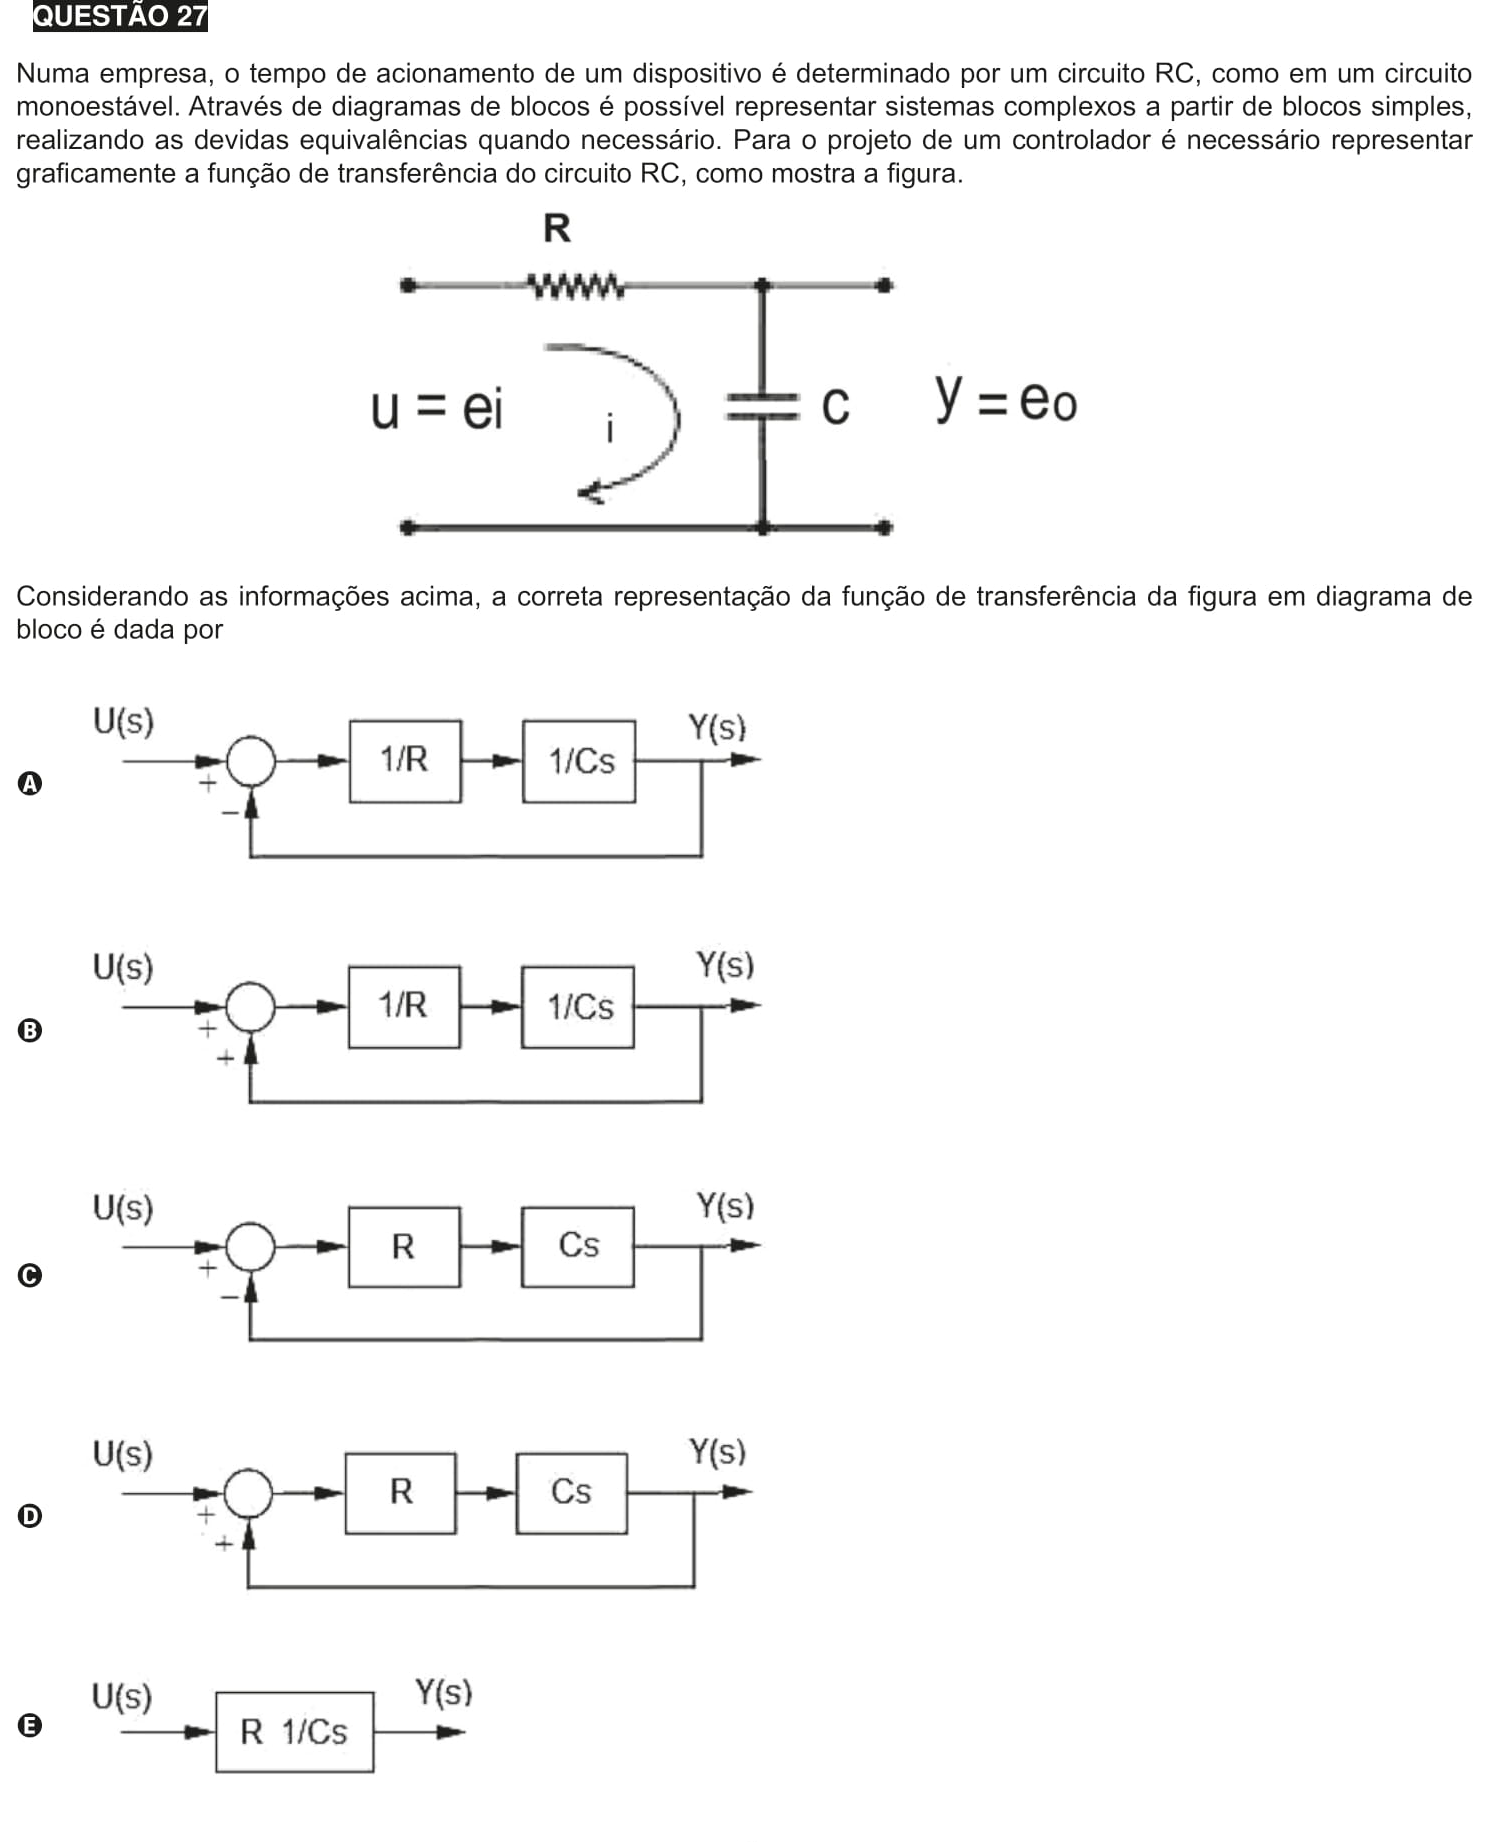 QUESTÃO 27
Numa empresa, o tempo de acionamento de um dispositivo é determinado por um circuito RC, como em um circuito
monoestável. Através de diagramas de blocos é possível representar sistemas complexos a partir de blocos simples,
realizando as devidas equivalências quando necessário. Para o projeto de um controlador é necessário representar
graficamente a função de transferência do circuito RC, como mostra a figura.
R
u = ei
i
C
y = eo
Considerando as informações acima, a correta representação da função de transferência da figura em diagrama de
bloco é dada por
A
U(s)
+
−
1/R
1/Cs
Y(s)
B
U(s)
+
+
1/R
1/Cs
Y(s)
C
U(s)
+
−
R
Cs
Y(s)
D
U(s)
+
+
R
Cs
Y(s)
E
U(s)
R 1/Cs
Y(s)